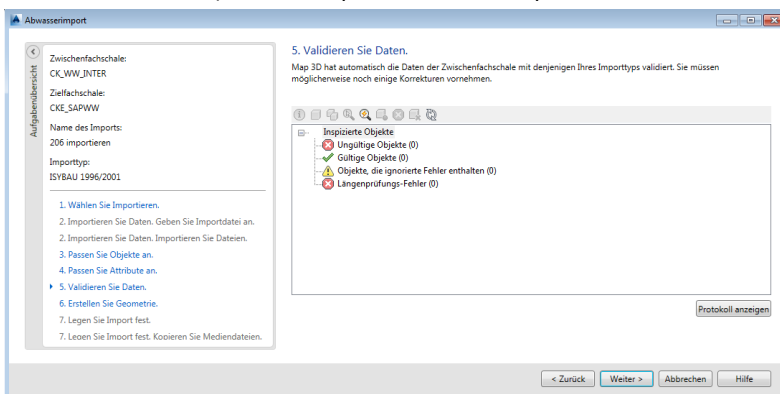 Abwasserimport
Aufgabenübersicht
Zwischenfachschale:
CK_WW_INTER
Zielfachschale:
CKE_SAPWW
Name des Imports:
206 importieren
Importtyp:
ISYBAU 1996/2001
1. Wählen Sie Importieren.
2. Importieren Sie Daten. Geben Sie Importdatei an.
2. Importieren Sie Daten. Importieren Sie Dateien.
3. Passen Sie Objekte an.
4. Passen Sie Attribute an.
5. Validieren Sie Daten.
6. Erstellen Sie Geometrie.
7. Legen Sie Import fest.
7. Legen Sie Import fest. Kopieren Sie Mediendateien.
5. Validieren Sie Daten.
Map 3D hat automatisch die Daten der Zwischenfachschale mit denjenigen Ihres Importtyps validiert. Sie müssen
möglicherweise noch einige Korrekturen vornehmen.
Inspizierte Objekte
Ungültige Objekte (0)
Gültige Objekte (0)
Objekte, die ignorierte Fehler enthalten (0)
Längenprüfungs-Fehler (0)
Protokoll anzeigen
< Zurück
Weiter >
Abbrechen
Hilfe